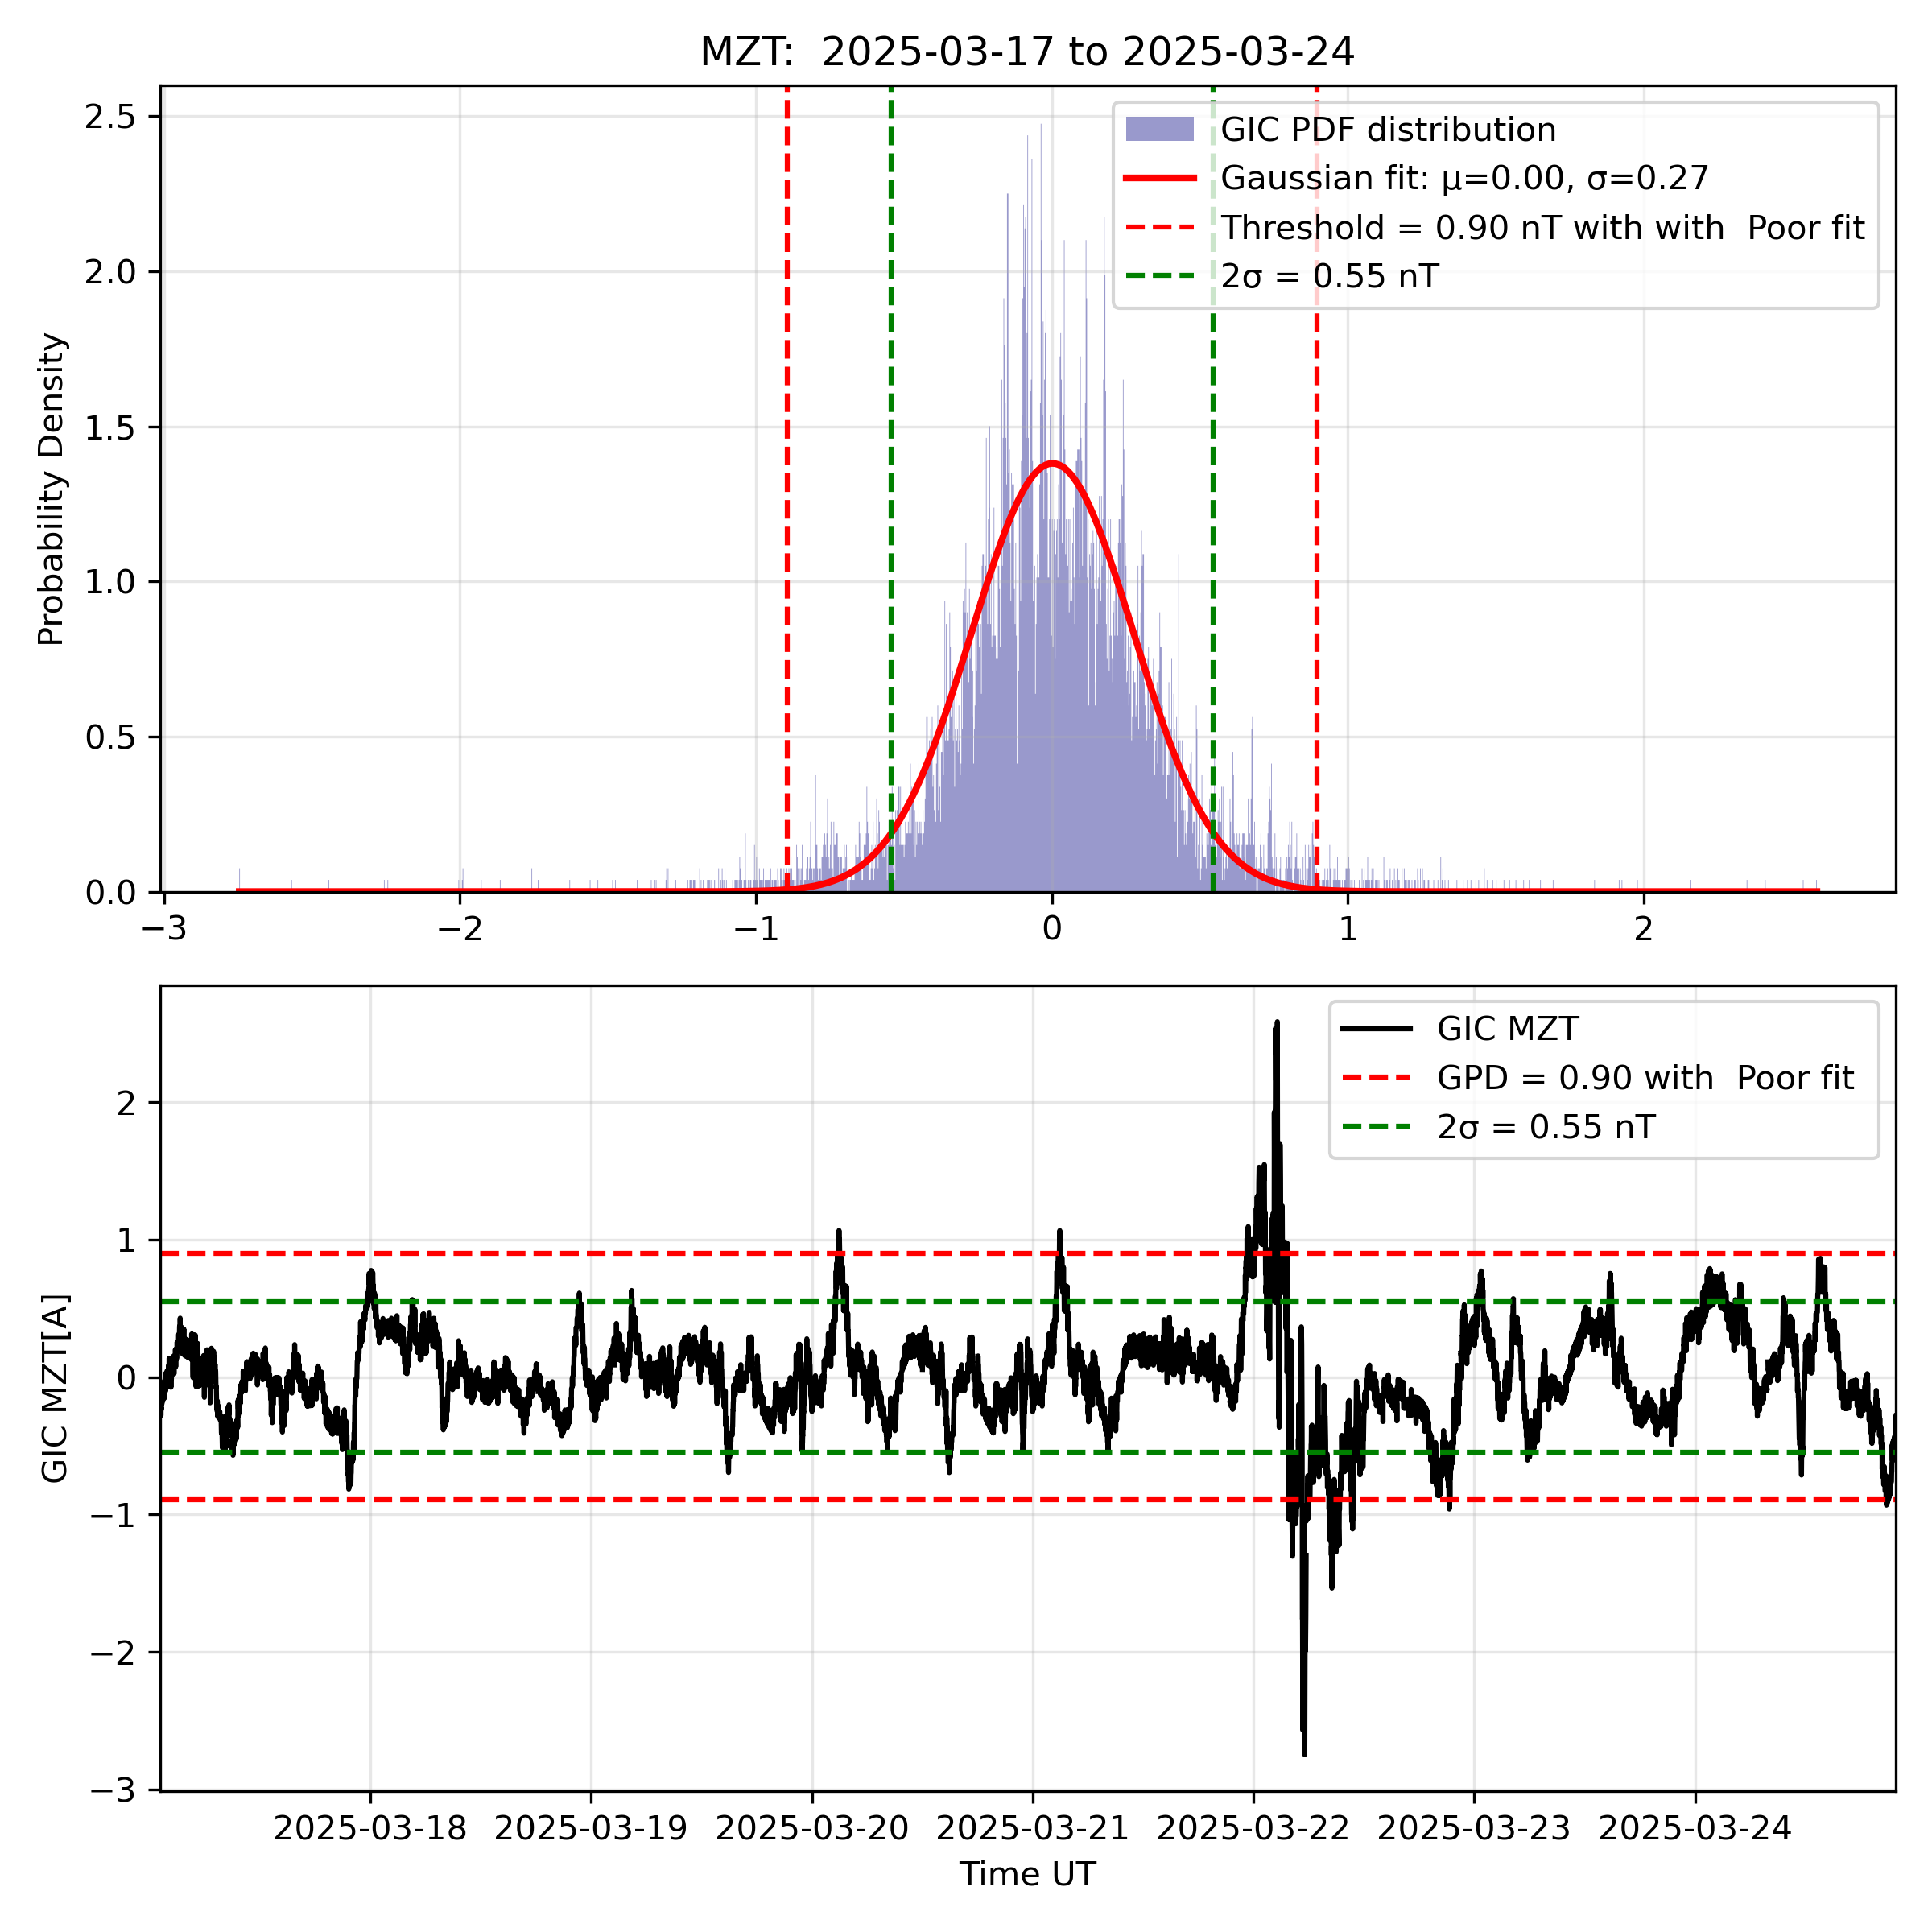 MZT:  2025-03-17 to 2025-03-24
Probability Density
2.5
2.0
1.5
1.0
0.5
0.0
−3
−2
−1
0
1
2
GIC PDF distribution
Gaussian fit: μ=0.00, σ=0.27
Threshold = 0.90 nT with with  Poor fit
2σ = 0.55 nT
GIC MZT[A]
2
1
0
−1
−2
−3
GIC MZT
GPD = 0.90 with  Poor fit
2σ = 0.55 nT
2025-03-18
2025-03-19
2025-03-20
2025-03-21
2025-03-22
2025-03-23
2025-03-24
Time UT